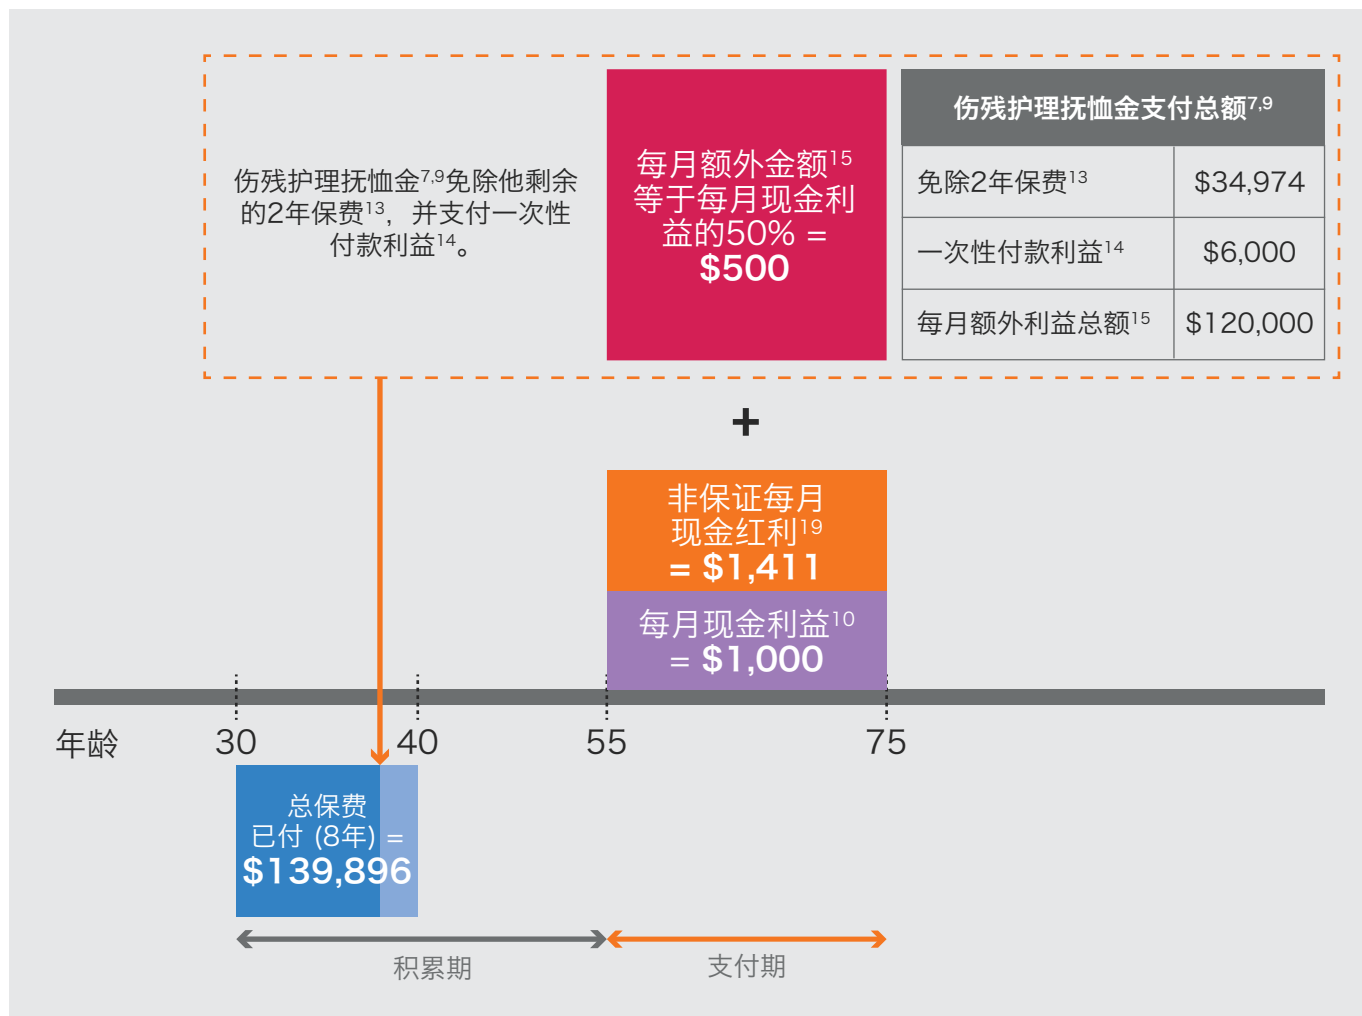 伤残护理抚恤金7,9免除他剩余
的2年保费13，并支付一次性
付款利益14。
每月额外金额15
等于每月现金利
益的50% =
$500
伤残护理抚恤金支付总额7,9
免除2年保费13 $34,974
一次性付款利益14 $6,000
每月额外利益总额15 $120,000
+
非保证每月
现金红利19
= $1,411
每月现金利益10
= $1,000
年龄 30 40 55 75
总保费
已付 (8年) =
$139,896
积累期 支付期